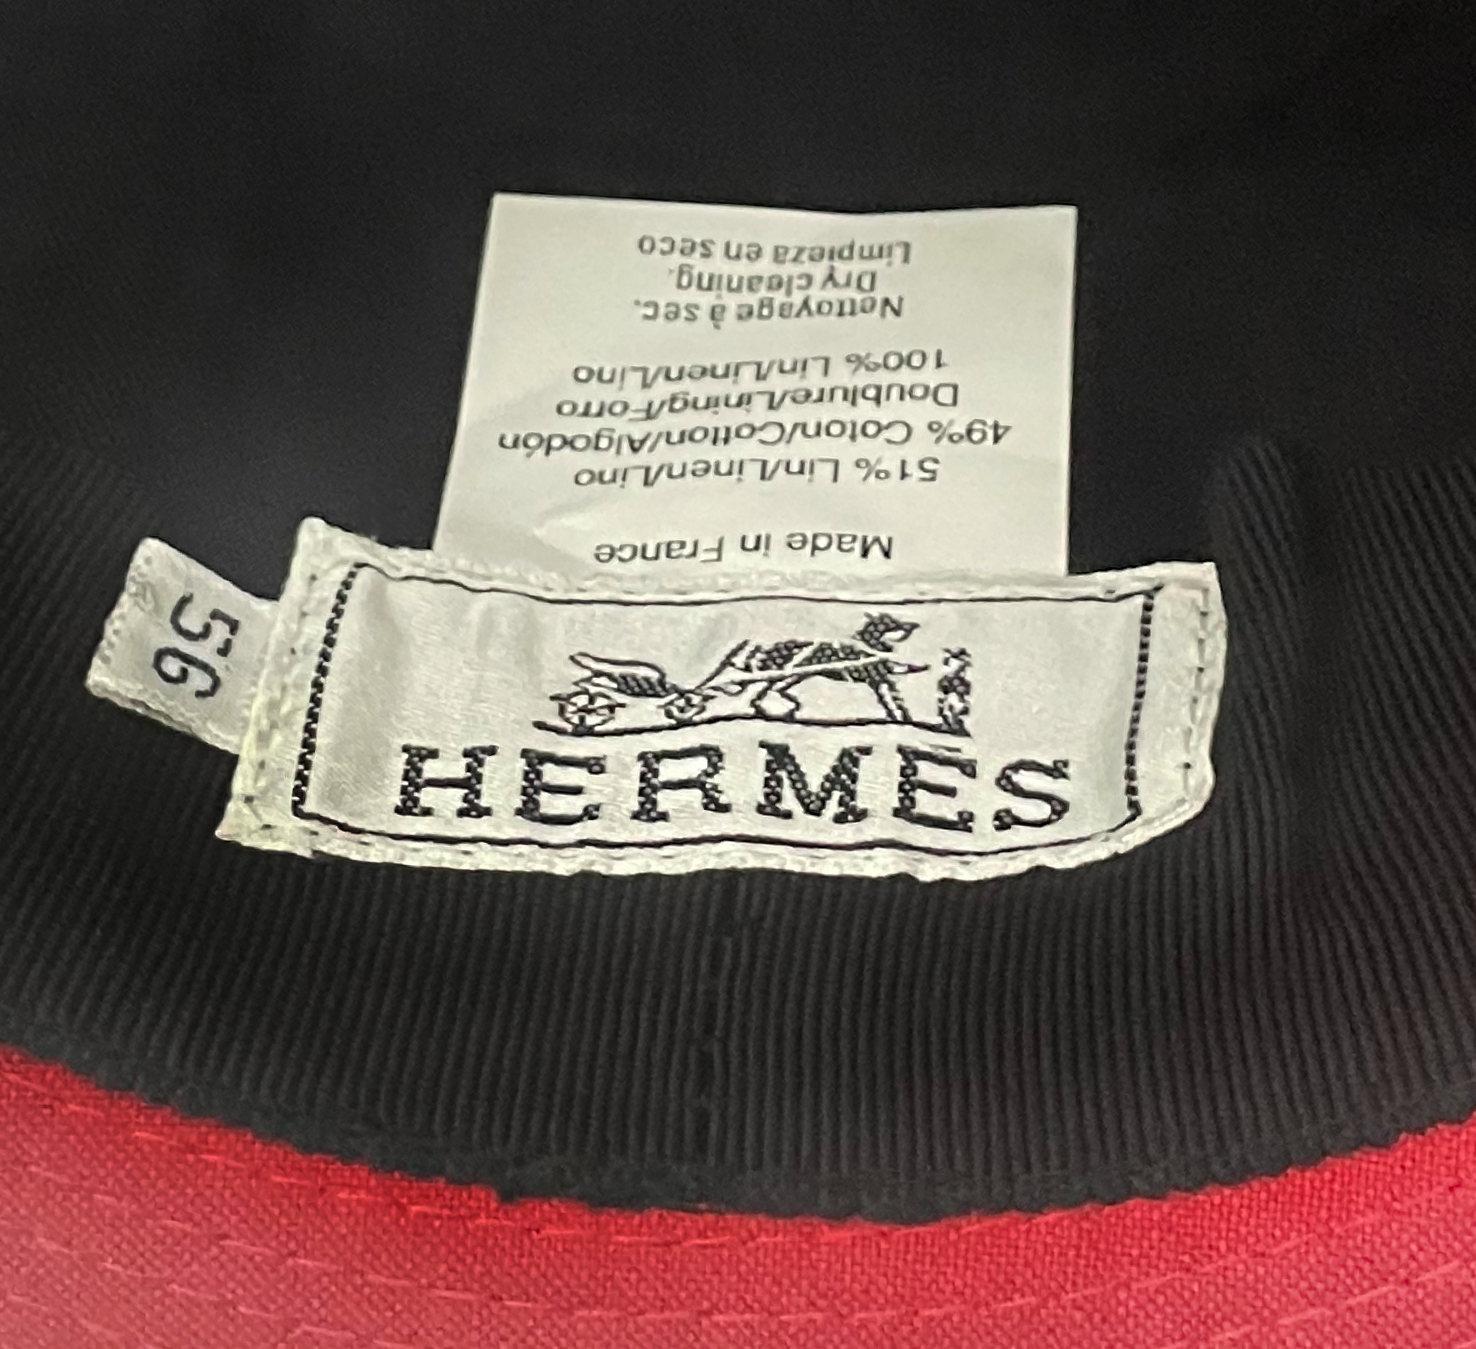 HERMES
56
Made in France
51% Lin/Linen/Lino
49% Coton/Cotton/Algodón
Doublure/Lining/Forro
100% Lin/Linen/Lino
Nettoyage à sec.
Dry cleaning.
Limpieza en seco